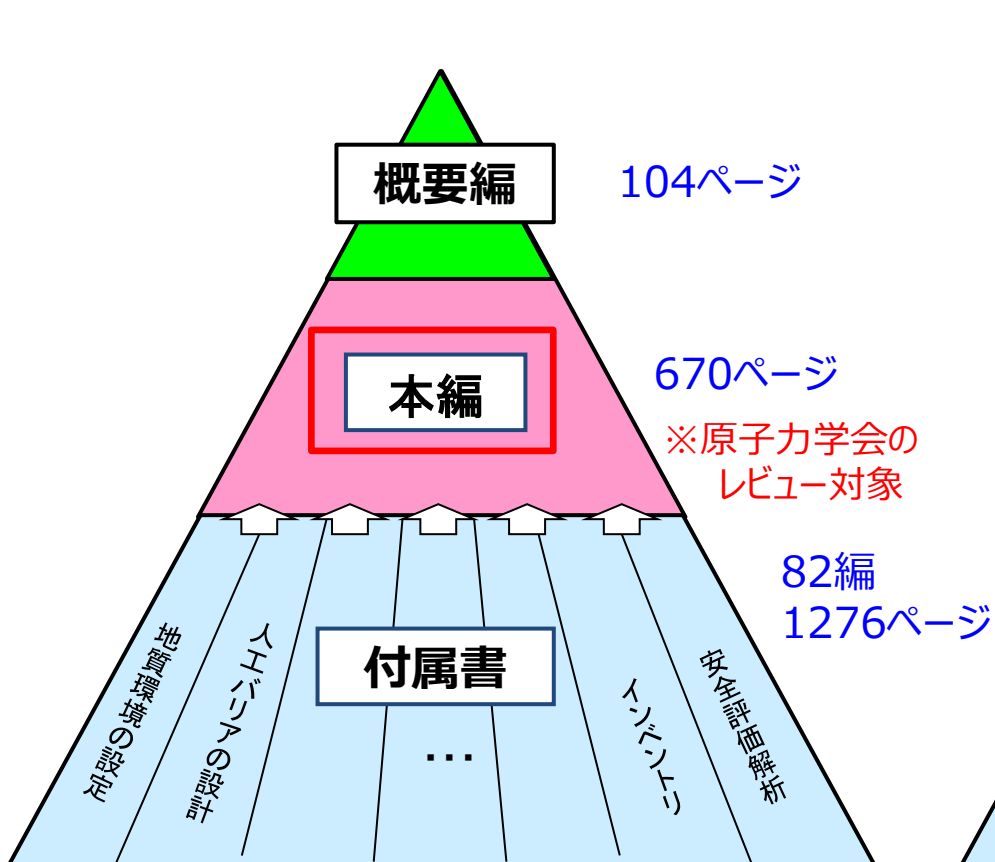 概要編
104ページ
本編
670ページ
※原子力学会の
レビュー対象
82編
1276ページ
付属書
地質環境の設定
人工バリアの設計
…
インベントリ
安全評価解析